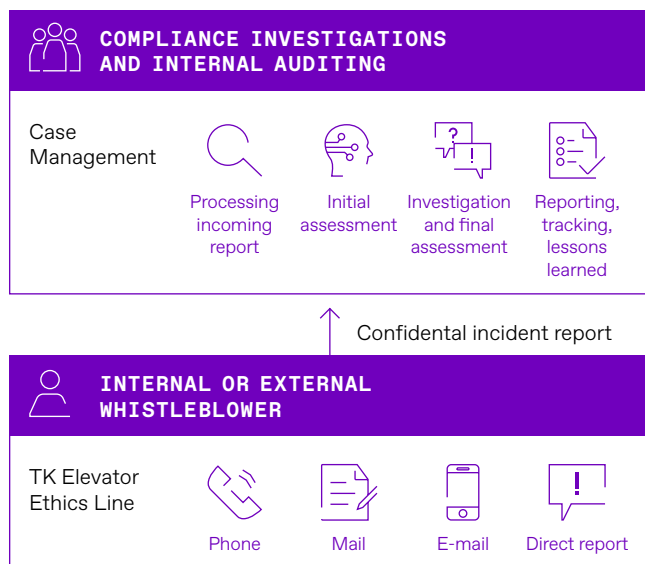 COMPLIANCE INVESTIGATIONS
AND INTERNAL AUDITING
Case
Management
Processing
incoming
report
Initial
assessment
?
!
Investigation
and final
assessment
Reporting,
tracking,
lessons
learned
Confidental incident report
INTERNAL OR EXTERNAL
WHISTLEBLOWER
TK Elevator
Ethics Line
Phone
Mail
E-mail
!
Direct report